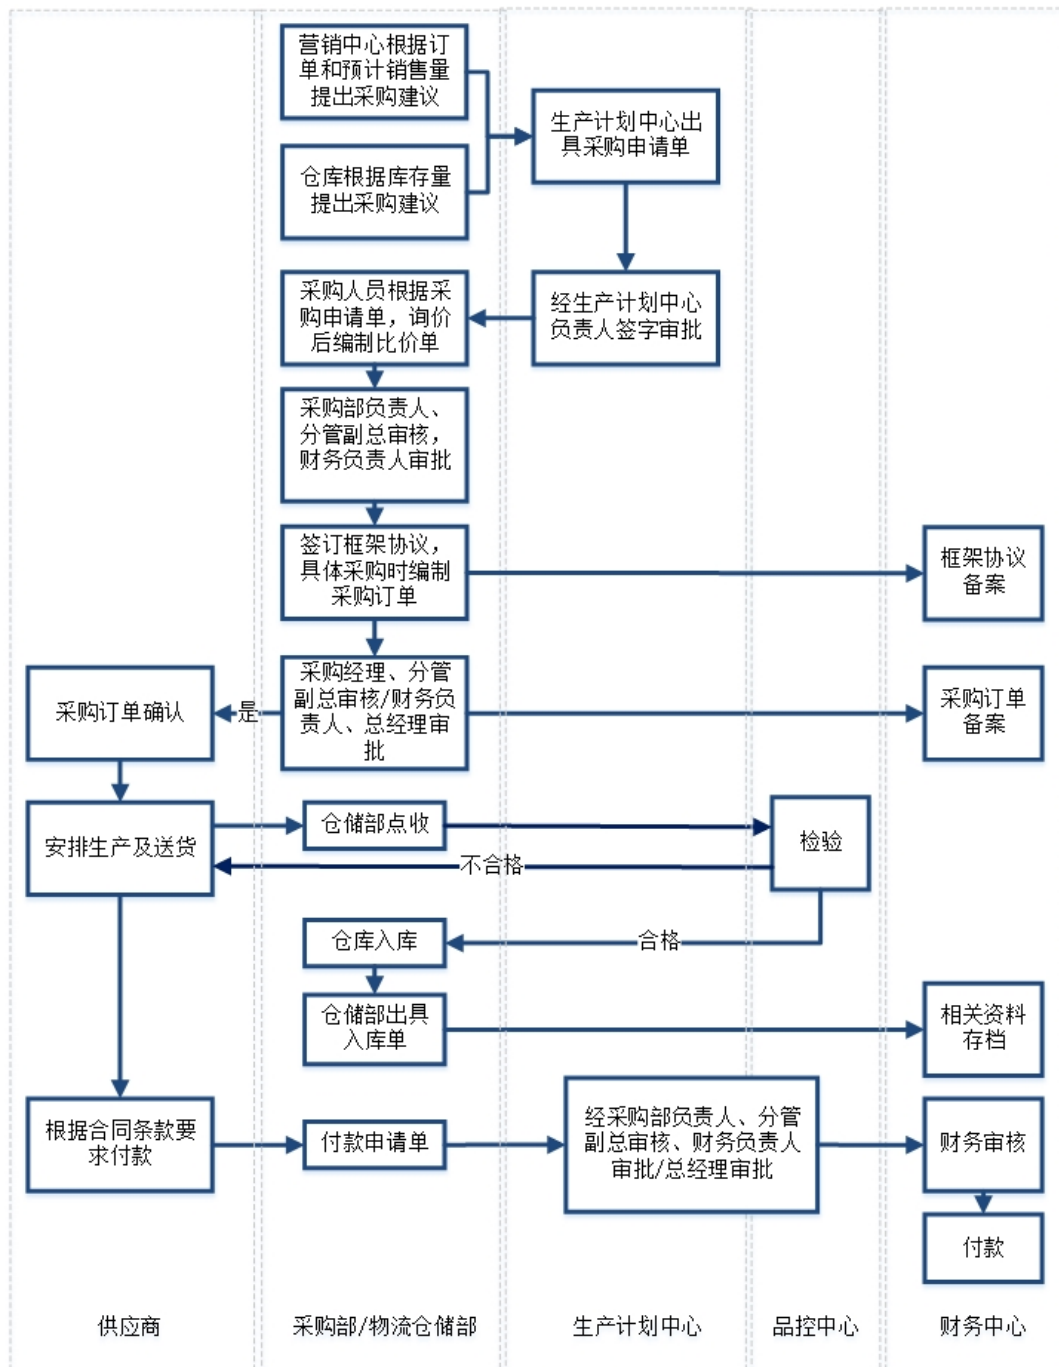 营销中心根据订
单和预计销售量
提出采购建议
生产计划中心出
具采购申请单
仓库根据库存量
提出采购建议
采购人员根据采
购申请单，询价
后编制比价单
经生产计划中心
负责人签字审批
采购部负责人、
分管副总审核，
财务负责人审批
签订框架协议，
具体采购时编制
采购订单
框架协议
备案
采购经理、分管
副总审核/财务负
责人、总经理审
批
是
采购订单确认
采购订单
备案
安排生产及送货
仓储部点收
检验
不合格
仓库入库
合格
仓储部出具
入库单
相关资料
存档
根据合同条款要
求付款
付款申请单
经采购部负责人、分管
副总审核、财务负责人
审批/总经理审批
财务审核
付款
供应商
采购部/物流仓储部
生产计划中心
品控中心
财务中心